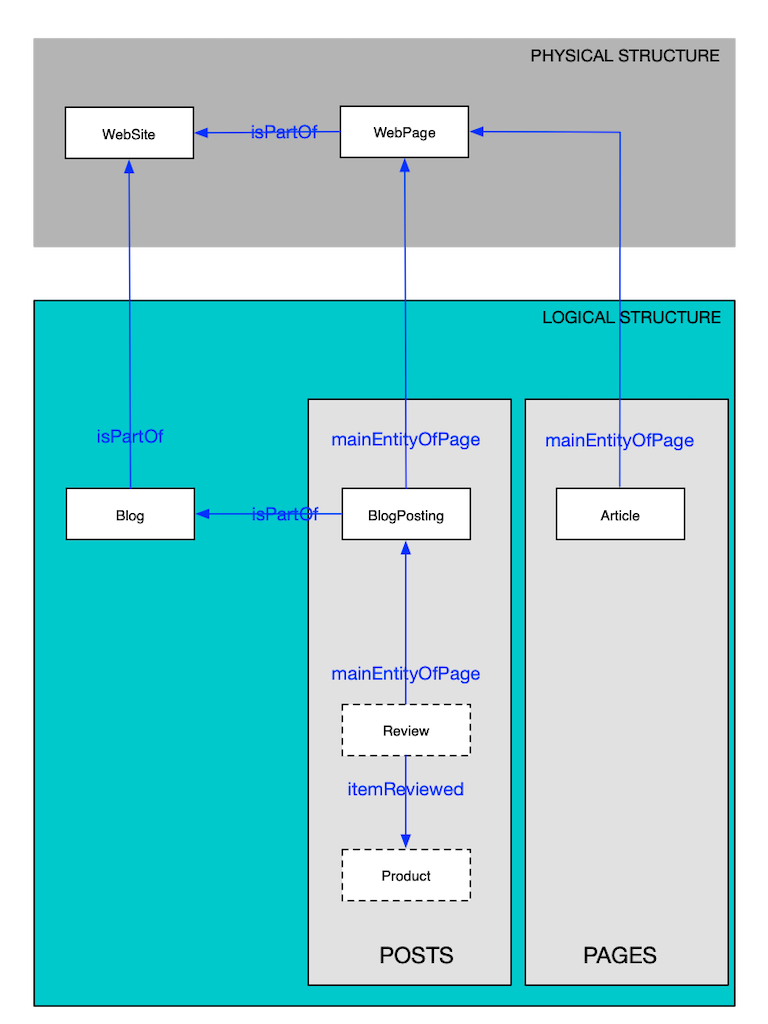 PHYSICAL STRUCTURE
WebSite
isPartOf
WebPage
LOGICAL STRUCTURE
isPartOf
mainEntityOfPage
mainEntityOfPage
Blog
isPartOf
BlogPosting
Article
mainEntityOfPage
Review
itemReviewed
Product
POSTS
PAGES